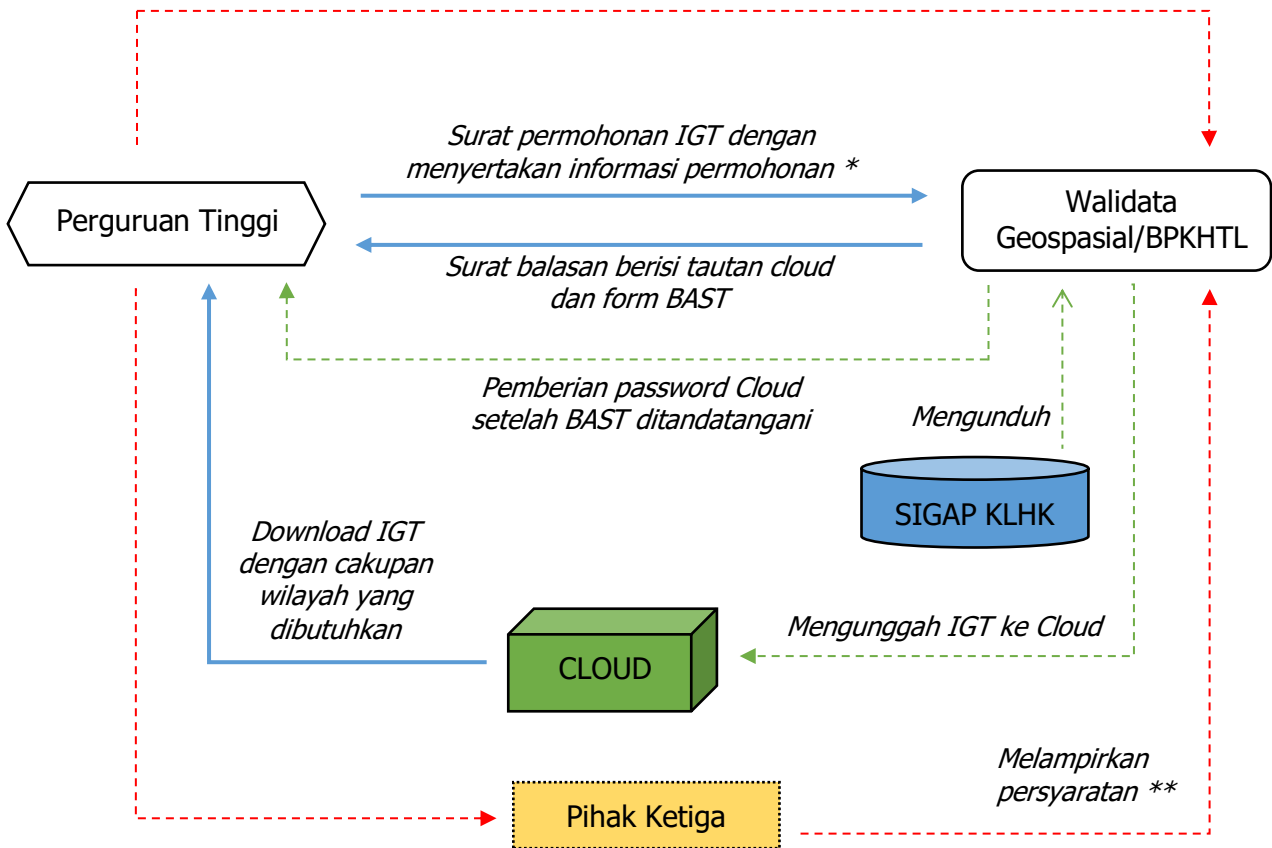 Surat permohonan IGT dengan
menyertakan informasi permohonan *
Perguruan Tinggi
Walidata
Geospasial/BPKHTL
Surat balasan berisi tautan cloud
dan form BAST
Pemberian password Cloud
setelah BAST ditandatangani
Mengunduh
SIGAP KLHK
Download IGT
dengan cakupan
wilayah yang
dibutuhkan
Mengunggah IGT ke Cloud
CLOUD
Melampirkan
persyaratan **
Pihak Ketiga